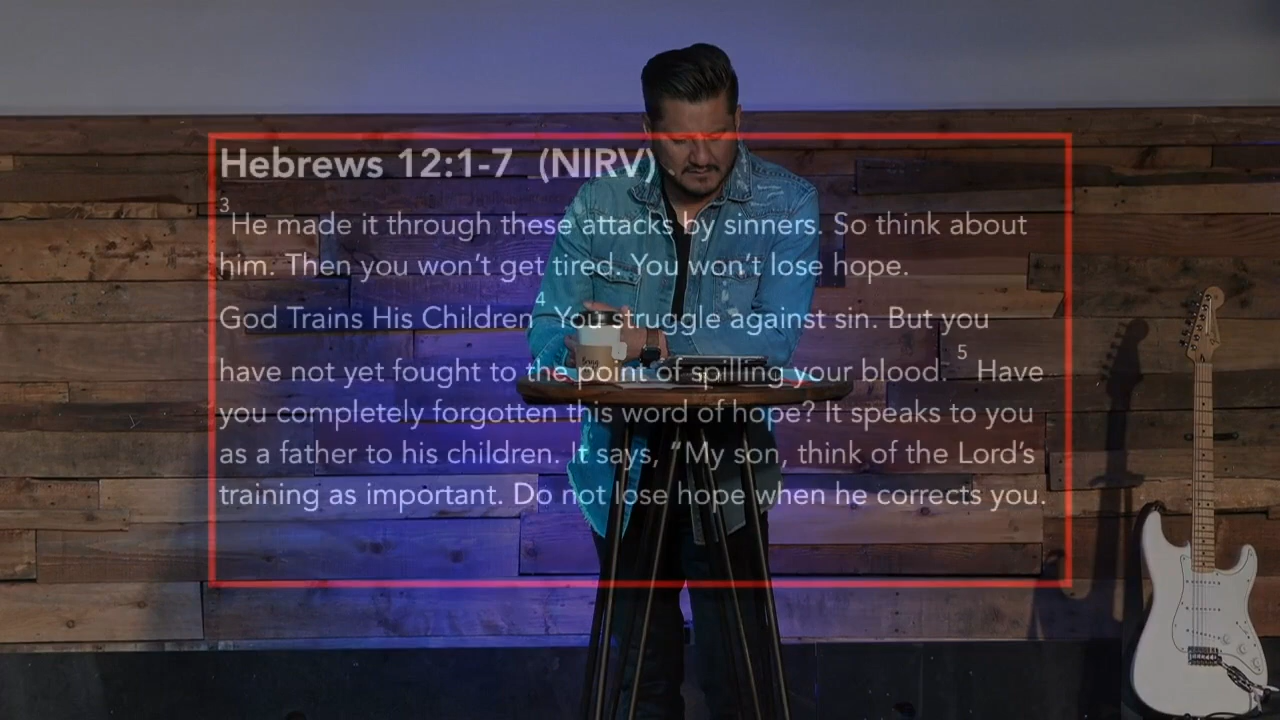 Hebrews 12:1-7 (NIRV)
3 He made it through these attacks by sinners. So think about
him. Then you won't get tired. You won't lose hope.
God Trains His Children 4 You struggle against sin. But you
have not yet fought to the point of spilling your blood. 5 Have
you completely forgotten this word of hope? It speaks to you
as a father to his children. It says, "My son, think of the Lord's
training as important. Do not lose hope when he corrects you.